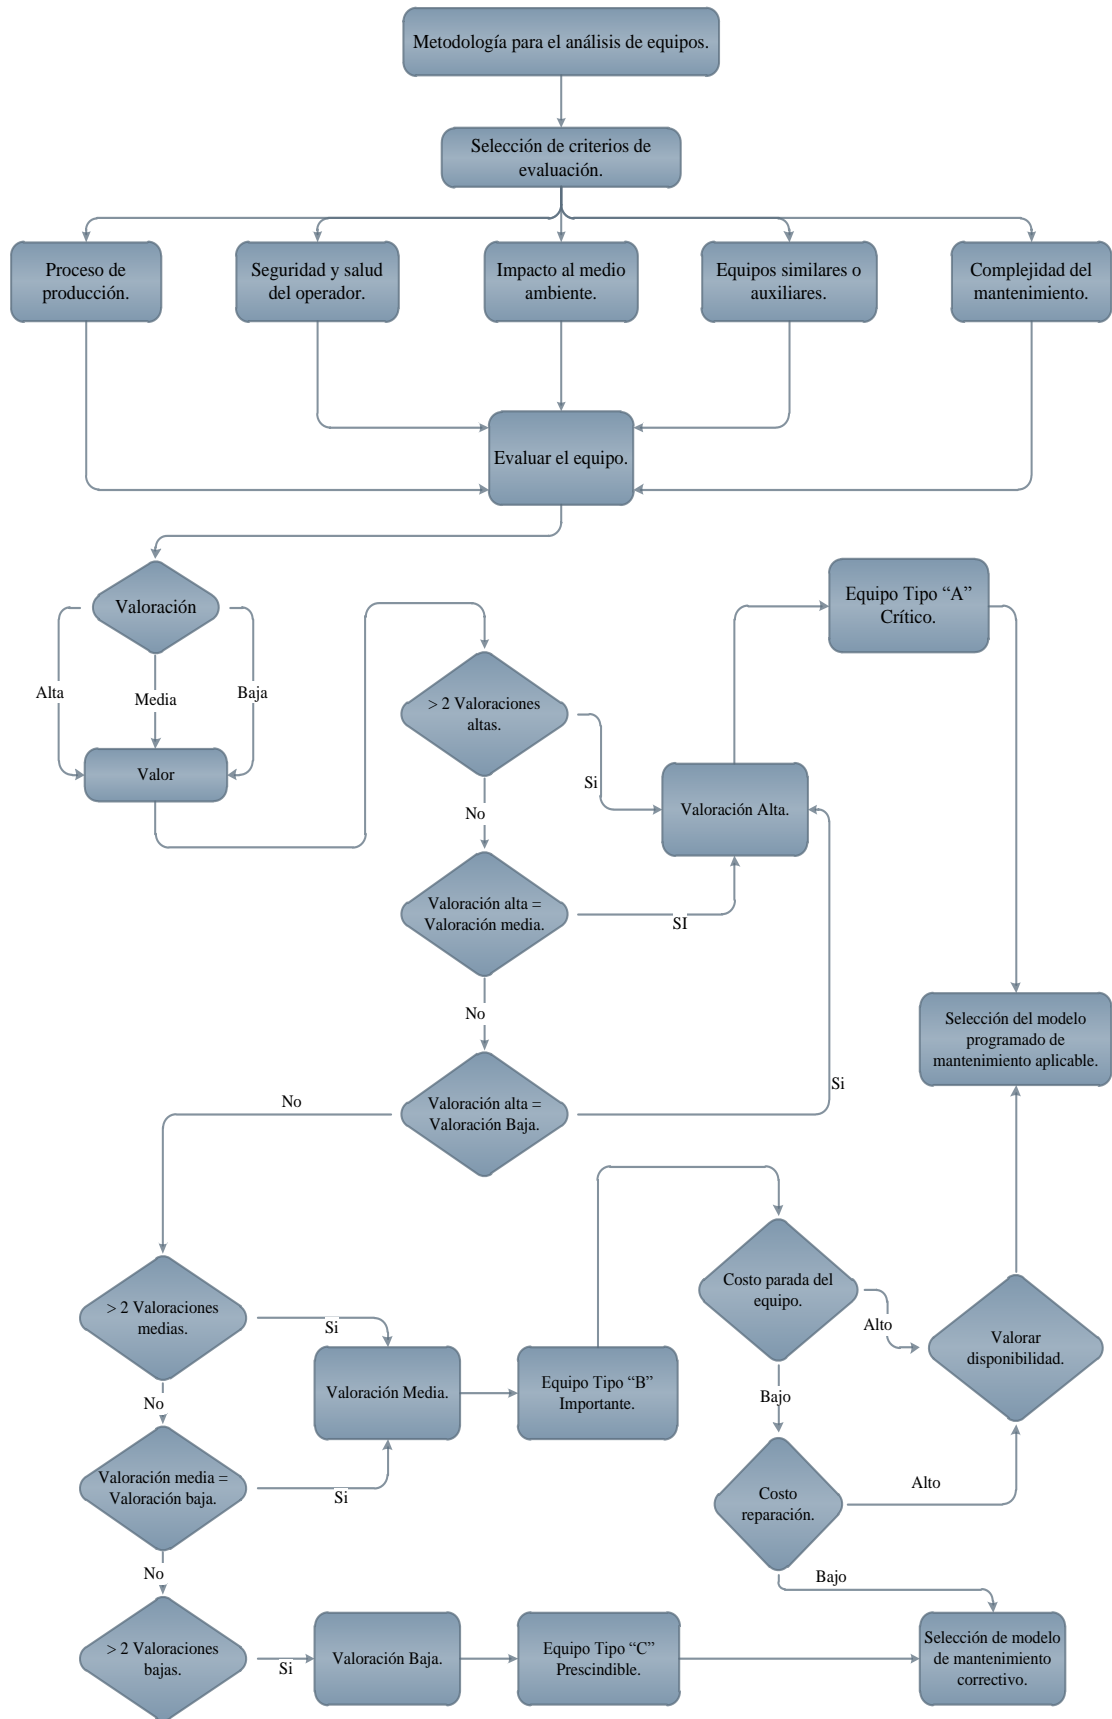 Metodología para el análisis de equipos.
Selección de criterios de
evaluación.
Proceso de
producción.
Seguridad y salud
del operador.
Impacto al medio
ambiente.
Equipos similares o
auxiliares.
Complejidad del
mantenimiento.
Evaluar el equipo.
Valoración
Alta
Media
Baja
Valor
> 2 Valoraciones
altas.
Si
No
Valoración Alta.
Equipo Tipo “A”
Crítico.
Valoración alta =
Valoración media.
SI
No
Selección del modelo
programado de
mantenimiento aplicable.
Valoración alta =
Valoración Baja.
Si
No
> 2 Valoraciones
medias.
Si
No
Valoración Media.
Equipo Tipo “B”
Importante.
Costo parada del
equipo.
Alto
Bajo
Valorar
disponibilidad.
Valoración media =
Valoración baja.
Si
No
Costo
reparación.
Alto
Bajo
> 2 Valoraciones
bajas.
Si
Valoración Baja.
Equipo Tipo “C”
Prescindible.
Selección de modelo
de mantenimiento
correctivo.